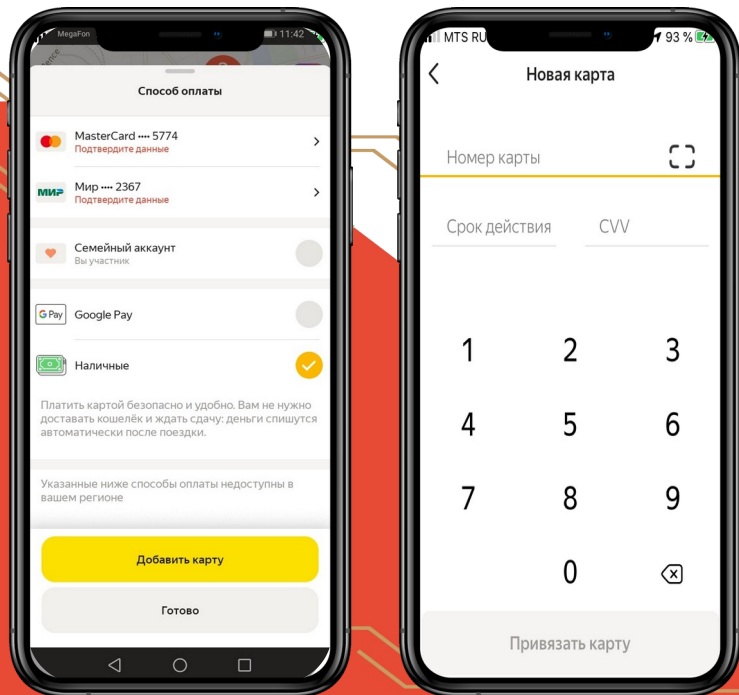 MegaFon
11:42
Способ оплаты
MasterCard •••• 5774
Подтвердите данные
МИР
Мир •••• 2367
Подтвердите данные
Семейный аккаунт
Вы участник
G Pay
Google Pay
Наличные
Платить картой безопасно и удобно. Вам не нужно
доставать кошелёк и ждать сдачу: деньги спишутся
автоматически после поездки.
Указанные ниже способы оплаты недоступны в
вашем регионе
Добавить карту
Готово
MTS RU
93 %
Новая карта
Номер карты
Срок действия CVV
1 2 3
4 5 6
7 8 9
0
Привязать карту